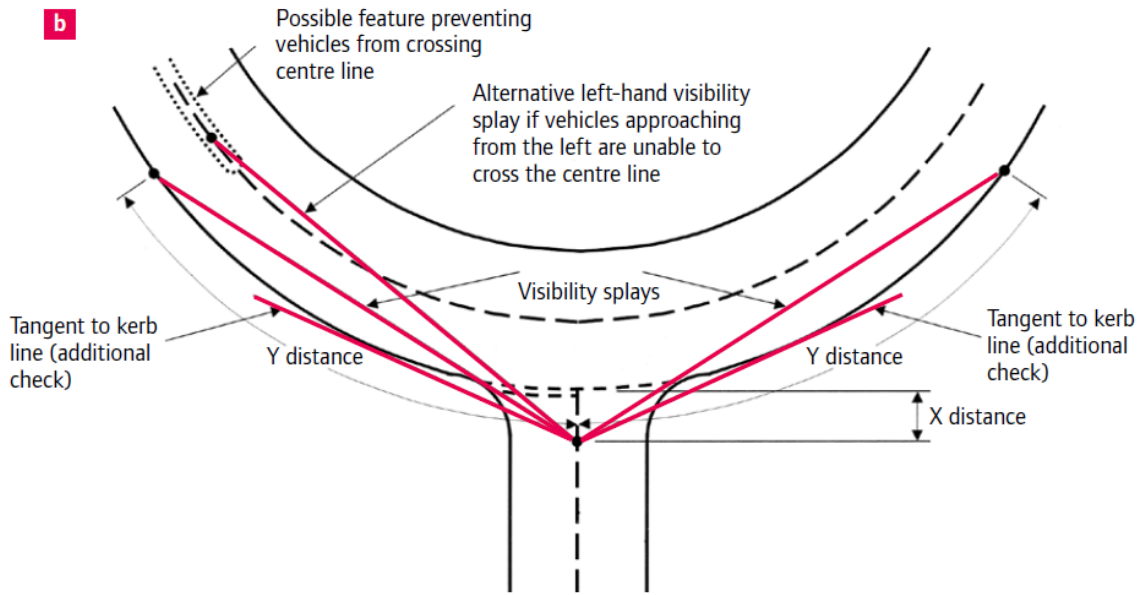 b
Possible feature preventing
vehicles from crossing
centre line
Alternative left-hand visibility
splay if vehicles approaching
from the left are unable to
cross the centre line
Visibility splays
Tangent to kerb
line (additional
check)
Y distance
Y distance
Tangent to kerb
line (additional
check)
X distance